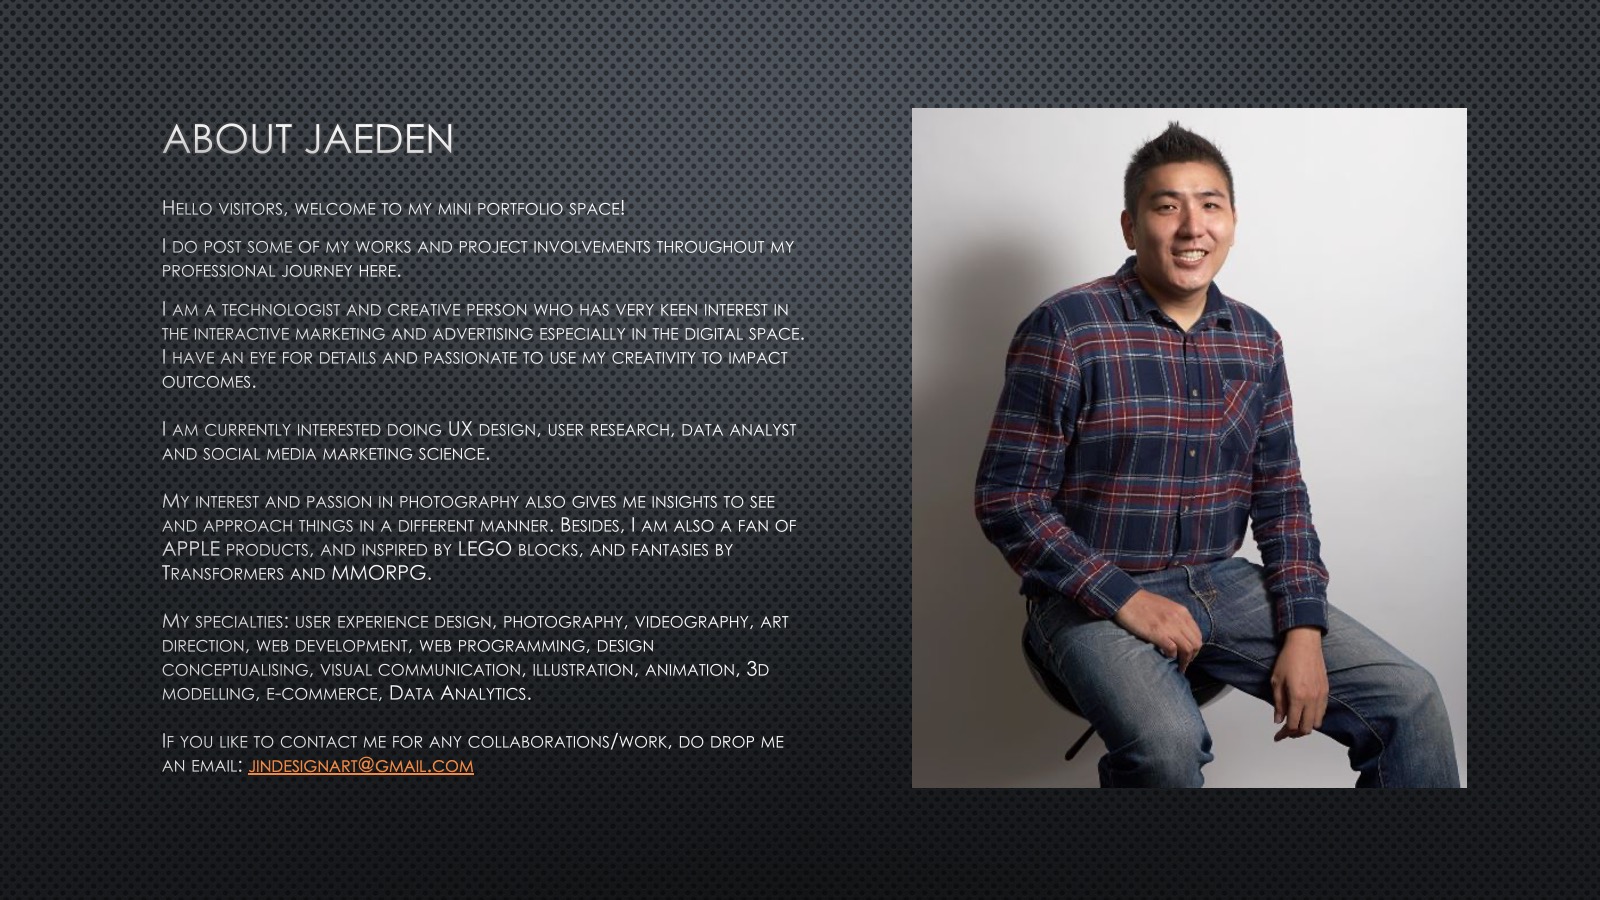 ABOUT JAEDEN
Hello visitors, welcome to my mini portfolio space!
I do post some of my works and project involvements throughout my
professional journey here.
I am a technologist and creative person who has very keen interest in
the interactive marketing and advertising especially in the digital space.
I have an eye for details and passionate to use my creativity to impact
outcomes.
I am currently interested doing UX design, user research, data analyst
and social media marketing science.
My interest and passion in photography also gives me insights to see
and approach things in a different manner. Besides, I am also a fan of
APPLE products, and inspired by LEGO blocks, and fantasies by
Transformers and MMORPG.
My specialties: user experience design, photography, videography, art
direction, web development, web programming, design
conceptualising, visual communication, illustration, animation, 3d
modelling, e-commerce, Data Analytics.
If you like to contact me for any collaborations/work, do drop me
an email: jindesignart@gmail.com